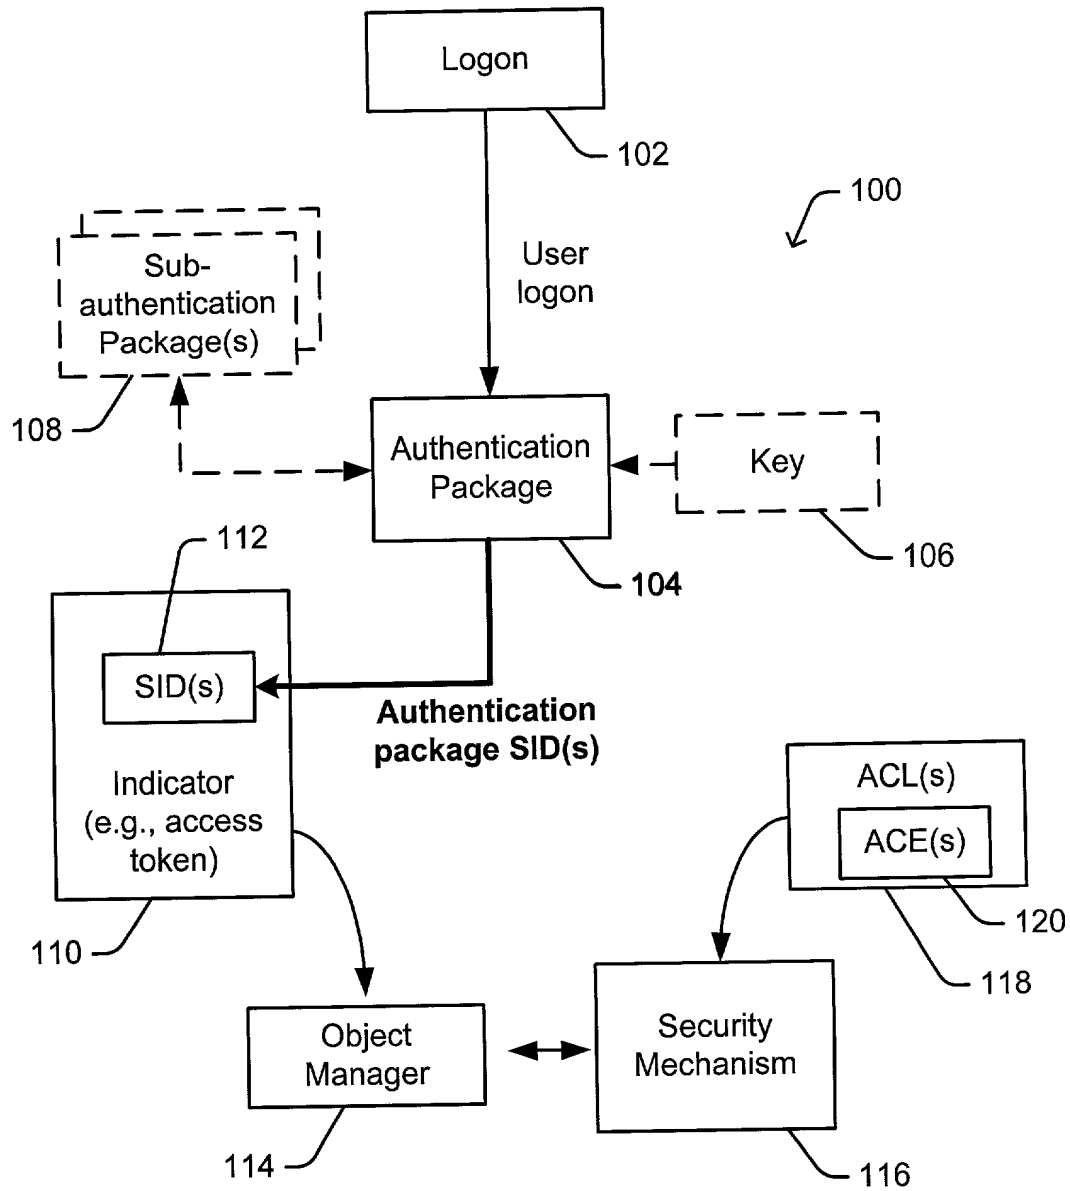 Logon
102
100
User
logon
Sub-
authentication
Package(s)
108
Authentication
Package
Key
112
104
106
SID(s)
Authentication
package SID(s)
Indicator
(e.g., access
token)
ACL(s)
ACE(s)
120
110
118
Object
Manager
Security
Mechanism
114
116